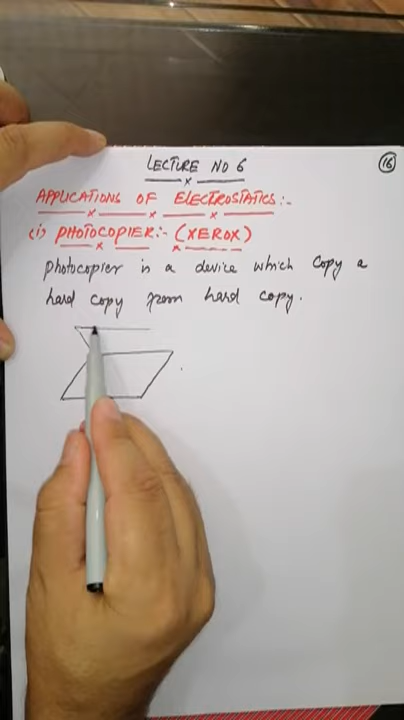 LECTURE NO 6
16
APPLICATIONS OF ELECTROSTATICS:-
(i) PHOTOCOPIER:- (XEROX)
photocopier is a device which copy a
hard copy from hard copy.